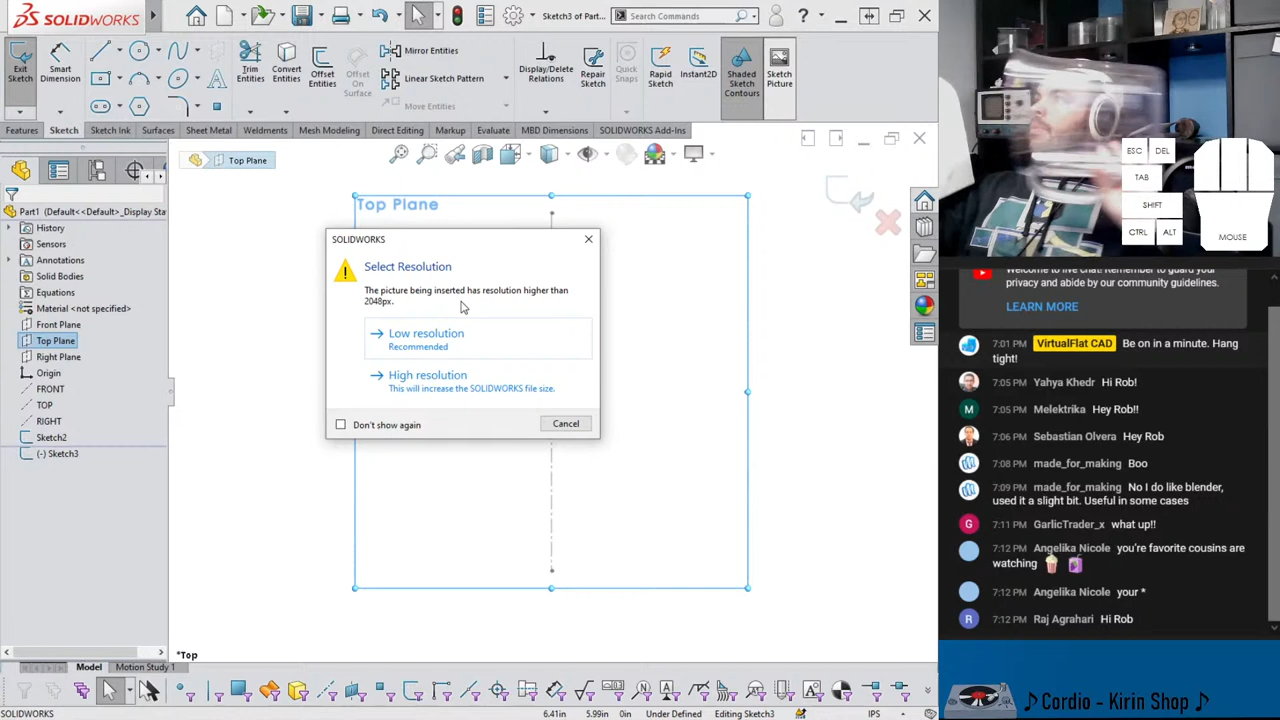 SOLIDWORKS
Sketch3 of Part...
Search Commands
Exit Sketch
Smart Dimension
Trim Entities
Convert Entities
Offset Entities
Offset On Surface
Mirror Entities
Linear Sketch Pattern
Move Entities
Display/Delete Relations
Repair Sketch
Quick Snaps
Rapid Sketch
Instant2D
Shaded Sketch Contours
Sketch Picture
Features
Sketch
Sketch Ink
Surfaces
Sheet Metal
Weldments
Mesh Modeling
Direct Editing
Markup
Evaluate
MBD Dimensions
SOLIDWORKS Add-Ins
Top Plane
Part1 (Default<<Default>_Display Sta
History
Sensors
Annotations
Solid Bodies
Equations
Material <not specified>
Front Plane
Top Plane
Right Plane
Origin
FRONT
TOP
RIGHT
Sketch2
(-) Sketch3
Top Plane
SOLIDWORKS
Select Resolution
The picture being inserted has resolution higher than
2048px.
Low resolution
Recommended
High resolution
This will increase the SOLIDWORKS file size.
Don't show again
Cancel
*Top
Model
Motion Study 1
SOLIDWORKS
6.41in
5.99in
0in
Under Defined
Editing Sketch3
IPS
ESC
DEL
TAB
SHIFT
CTRL
ALT
MOUSE
Welcome to live chat! Remember to guard your
privacy and abide by our community guidelines.
LEARN MORE
7:01 PM VirtualFlat CAD Be on in a minute. Hang
tight!
7:05 PM Yahya Khedr Hi Rob!
M 7:05 PM Melektrika Hey Rob!!
7:06 PM Sebastian Olvera Hey Rob
7:08 PM made_for_making Boo
7:09 PM made_for_making No I do like blender,
used it a slight bit. Useful in some cases
G 7:11 PM GarlicTrader_x what up!!
7:12 PM Angelika Nicole you're favorite cousins are
watching
7:12 PM Angelika Nicole your *
R 7:12 PM Raj Agrahari Hi Rob
♪ Cordio - Kirin Shop ♪